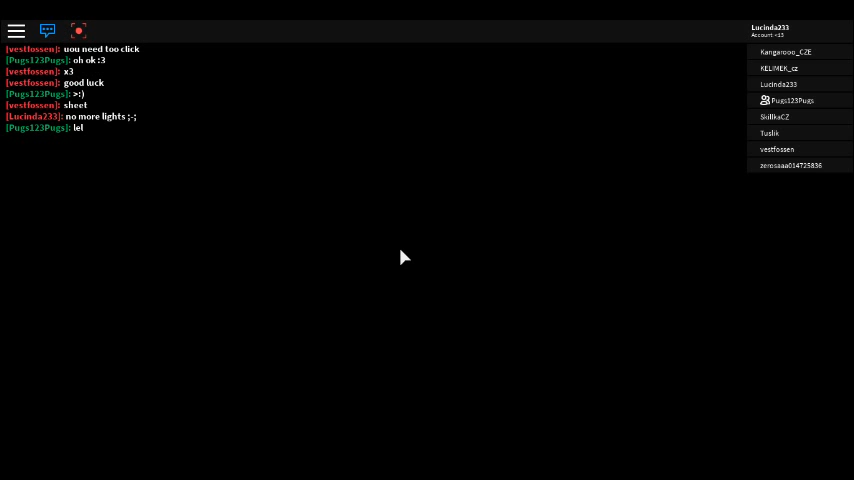 Lucinda233
Account: <13
[vestfossen]: uou need too click
[Pugs123Pugs]: oh ok :3
[vestfossen]: x3
[vestfossen]: good luck
[Pugs123Pugs]: >:)
[vestfossen]: sheet
[Lucinda233]: no more lights ;-;
[Pugs123Pugs]: lel
Kangarooo_CZE
KELIMEK_cz
Lucinda233
Pugs123Pugs
SkillkaCZ
Tuslik
vestfossen
zerosaaa014725836